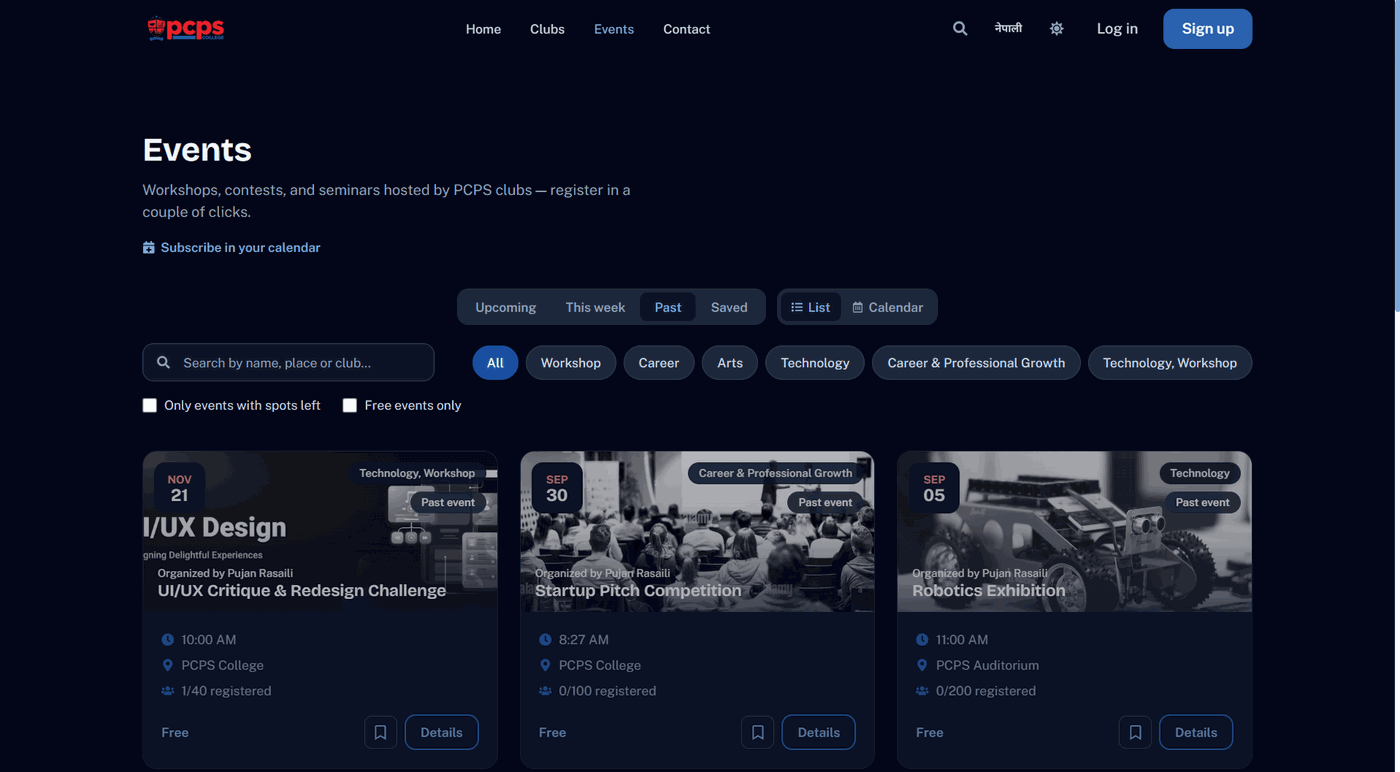 pcps
COLLEGE
Home
Clubs
Events
Contact
नेपाली
Log in
Sign up
Events
Workshops, contests, and seminars hosted by PCPS clubs — register in a
couple of clicks.
Subscribe in your calendar
Upcoming
This week
Past
Saved
List
Calendar
Search by name, place or club...
All
Workshop
Career
Arts
Technology
Career & Professional Growth
Technology, Workshop
Only events with spots left
Free events only
NOV
21
Technology, Workshop
Past event
I/UX Design
gning Delightful Experiences
Organized by Pujan Rasaili
UI/UX Critique & Redesign Challenge
10:00 AM
PCPS College
1/40 registered
Free
Details
SEP
30
Career & Professional Growth
Past event
alamy
Organized by Pujan Rasaili
Startup Pitch Competition
8:27 AM
PCPS College
0/100 registered
Free
Details
SEP
05
Technology
Past event
Organized by Pujan Rasaili
Robotics Exhibition
11:00 AM
PCPS Auditorium
0/200 registered
Free
Details